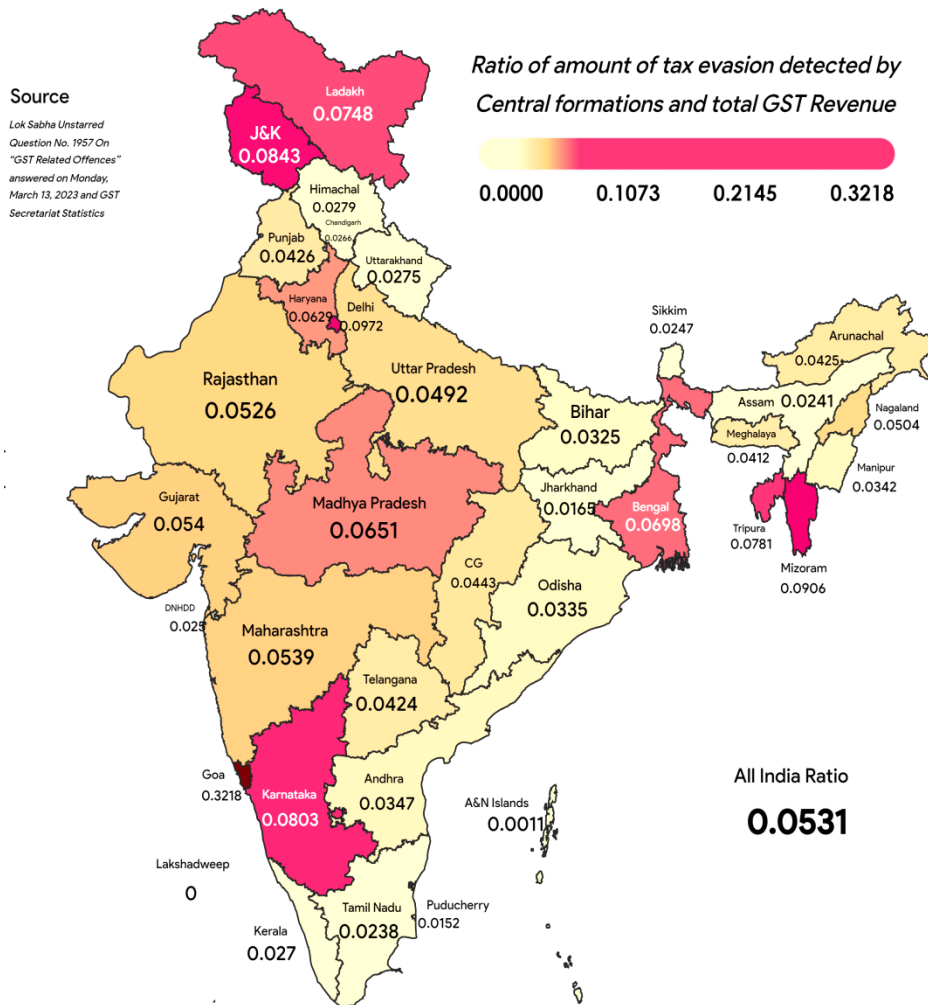 Ratio of amount of tax evasion detected by
Central formations and total GST Revenue
0.0000 0.1073 0.2145 0.3218
Source
Lok Sabha Unstarred
Question No. 1957 On
“GST Related Offences”
answered on Monday,
March 13, 2023 and GST
Secretariat Statistics
Ladakh
0.0748
J&K
0.0843
Himachal
0.0279
Chandigarh
0.0266
Punjab
0.0426
Uttarakhand
0.0275
Haryana
0.0629
Delhi
0.0972
Rajasthan
0.0526
Uttar Pradesh
0.0492
Sikkim
0.0247
Arunachal
0.0425
Assam
0.0241
Nagaland
0.0504
Meghalaya
0.0412
Manipur
0.0342
Bihar
0.0325
Jharkhand
0.0165
Bengal
0.0698
Tripura
0.0781
Mizoram
0.0906
Gujarat
0.054
Madhya Pradesh
0.0651
CG
0.0443
Odisha
0.0335
DNHDD
0.025
Maharashtra
0.0539
Telangana
0.0424
Goa
0.3218
Karnataka
0.0803
Andhra
0.0347
A&N Islands
0.0011
All India Ratio
0.0531
Lakshadweep
0
Kerala
0.027
Tamil Nadu
0.0238
Puducherry
0.0152